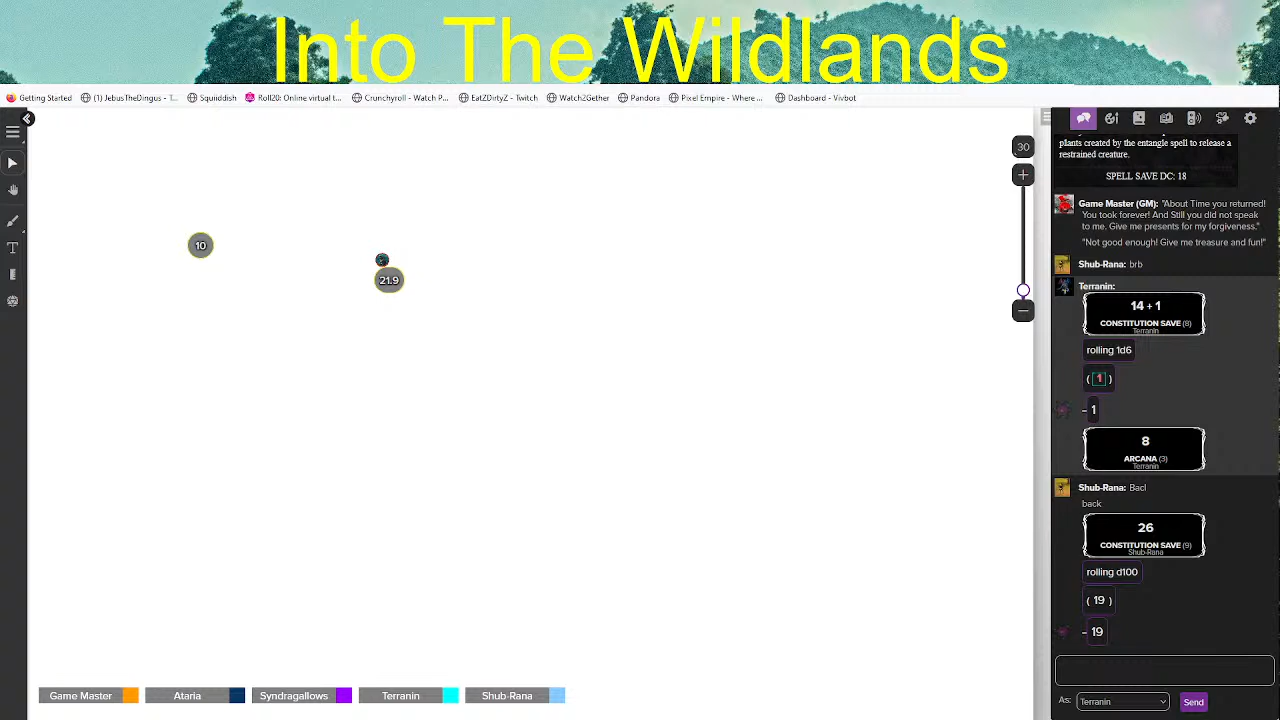 Into The Wildlands
Getting Started
(1) JebusTheDingus - T...
Squiiddish
Roll20: Online virtual t...
Crunchyroll - Watch A...
EatZDirtyZ - Twitch
Watch2Gether
Pandora
Pixel Empire - Where ...
Dashboard - Vivbot
30
10
21.9
plants created by the entangle spell to release a
restrained creature.
SPELL SAVE DC: 18
Game Master (GM): "About Time you returned!
You took forever! And Still you did not speak
to me. Give me presents for my forgiveness."
"Not good enough! Give me treasure and fun!"
Shub-Rana: brb
Terranin:
14 + 1
CONSTITUTION SAVE (8)
Terranin
rolling 1d6
( 1 )
1
8
ARCANA (3)
Terranin
Shub-Rana: Bacl
back
26
CONSTITUTION SAVE (9)
Shub-Rana
rolling d100
( 19 )
19
As: Terranin
Send
Game Master
Ataria
Syndragallows
Terranin
Shub-Rana